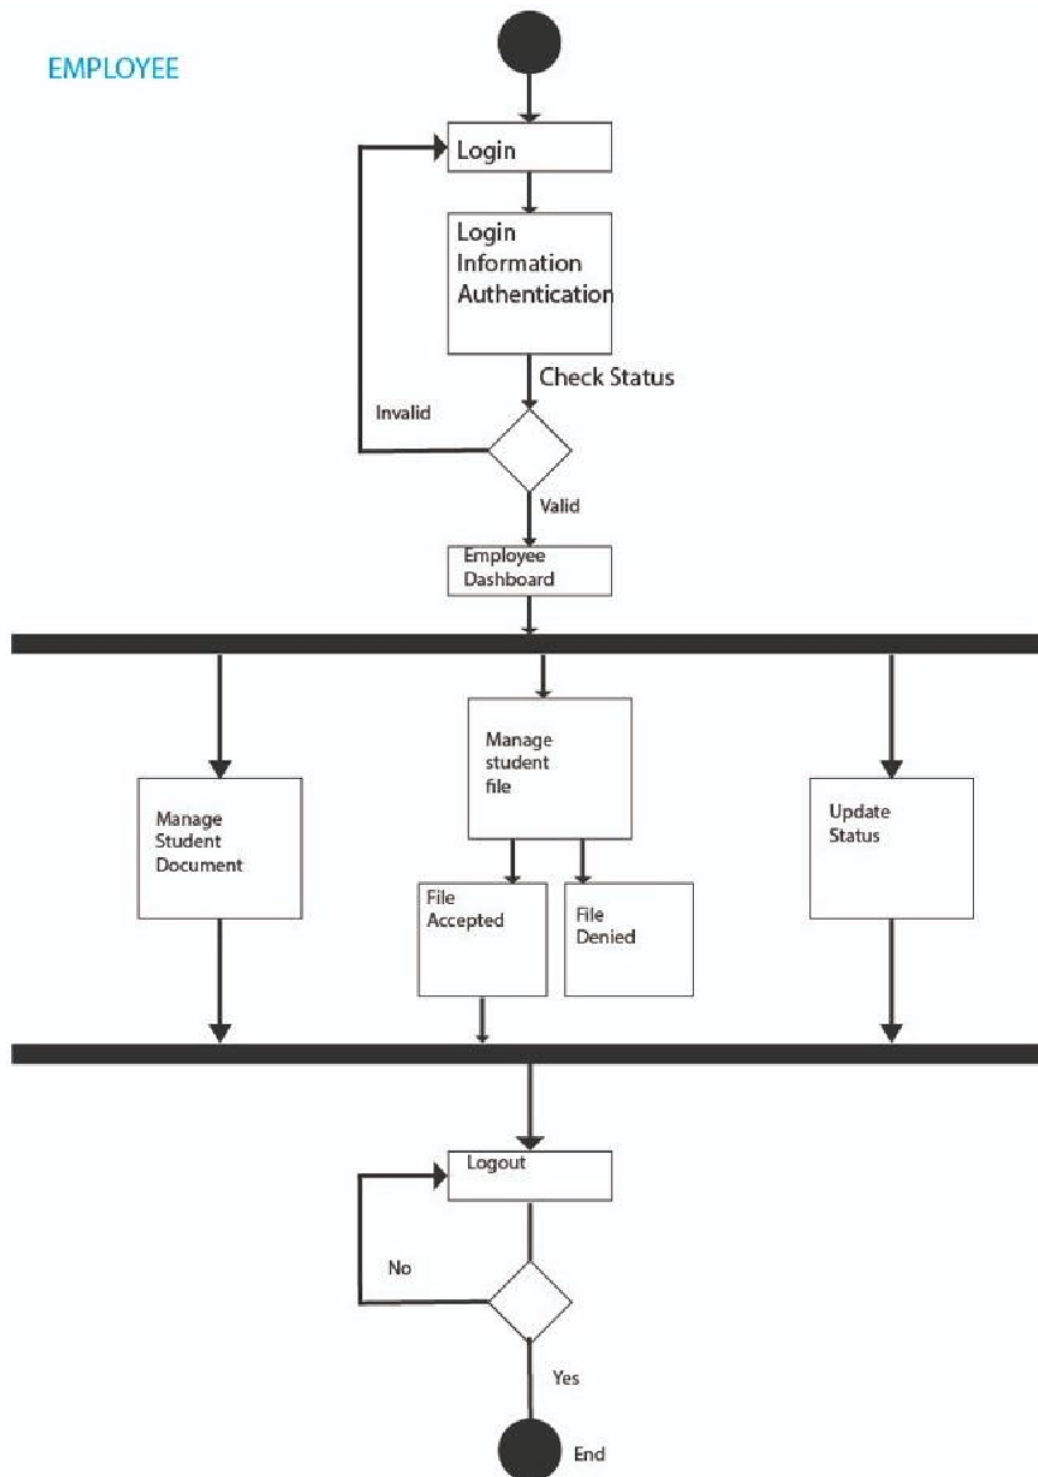 EMPLOYEE
Login
Login
Information
Authentication
Check Status
Invalid
Valid
Employee
Dashboard
Manage
student
file
Manage
Student
Document
Update
Status
File
Accepted
File
Denied
Logout
No
Yes
End